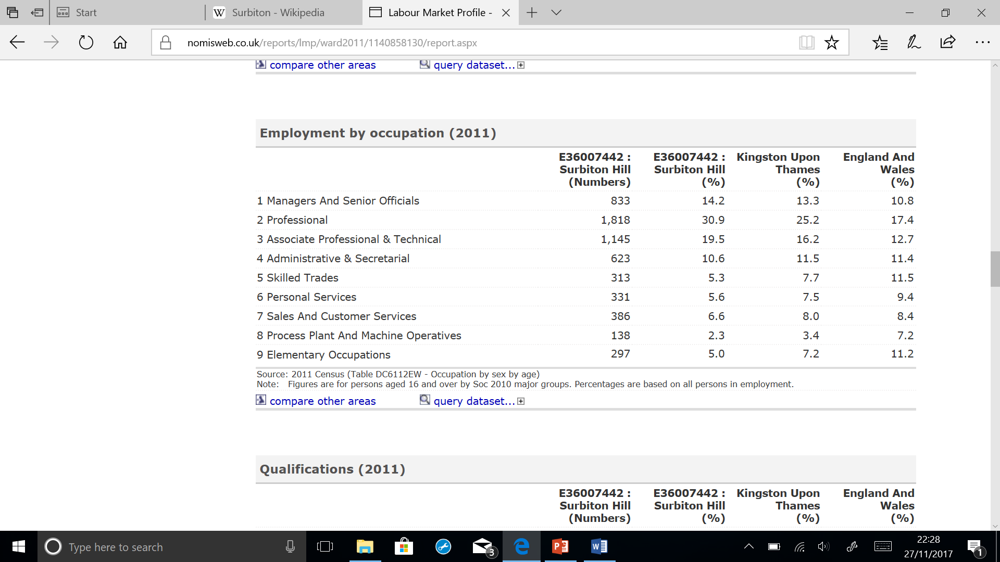 Start
W Surbiton - Wikipedia
Labour Market Profile -
nomisweb.co.uk/reports/lmp/ward2011/1140858130/report.aspx
compare other areas query dataset...
Employment by occupation (2011)
E36007442 : E36007442 : Kingston Upon England And
Surbiton Hill Surbiton Hill Thames Wales
(Numbers) (%) (%) (%)
1 Managers And Senior Officials 833 14.2 13.3 10.8
2 Professional 1,818 30.9 25.2 17.4
3 Associate Professional & Technical 1,145 19.5 16.2 12.7
4 Administrative & Secretarial 623 10.6 11.5 11.4
5 Skilled Trades 313 5.3 7.7 11.5
6 Personal Services 331 5.6 7.5 9.4
7 Sales And Customer Services 386 6.6 8.0 8.4
8 Process Plant And Machine Operatives 138 2.3 3.4 7.2
9 Elementary Occupations 297 5.0 7.2 11.2
Source: 2011 Census (Table DC6112EW - Occupation by sex by age)
Note: Figures are for persons aged 16 and over by Soc 2010 major groups. Percentages are based on all persons in employment.
compare other areas query dataset...
Qualifications (2011)
E36007442 : E36007442 : Kingston Upon England And
Surbiton Hill Surbiton Hill Thames Wales
(Numbers) (%) (%) (%)
Type here to search
3
P
W
22:28
27/11/2017
1